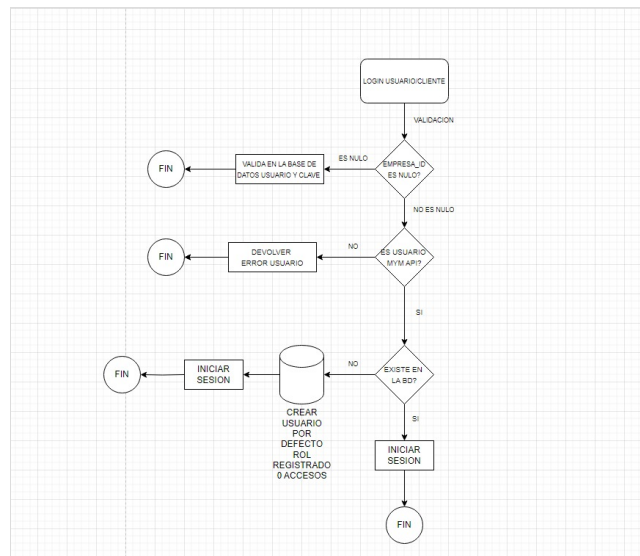 LOGIN USUARIO/CLIENTE
VALIDACION
EMPRESA_ID
ES NULO?
ES NULO
VALIDA EN LA BASE DE
DATOS USUARIO Y CLAVE
FIN
NO ES NULO
ES USUARIO
MYM API?
NO
DEVOLVER
ERROR USUARIO
FIN
SI
EXISTE EN
LA BD?
NO
CREAR
USUARIO
POR
DEFECTO
ROL
REGISTRADO
0 ACCESOS
INICIAR
SESION
FIN
SI
INICIAR
SESION
FIN